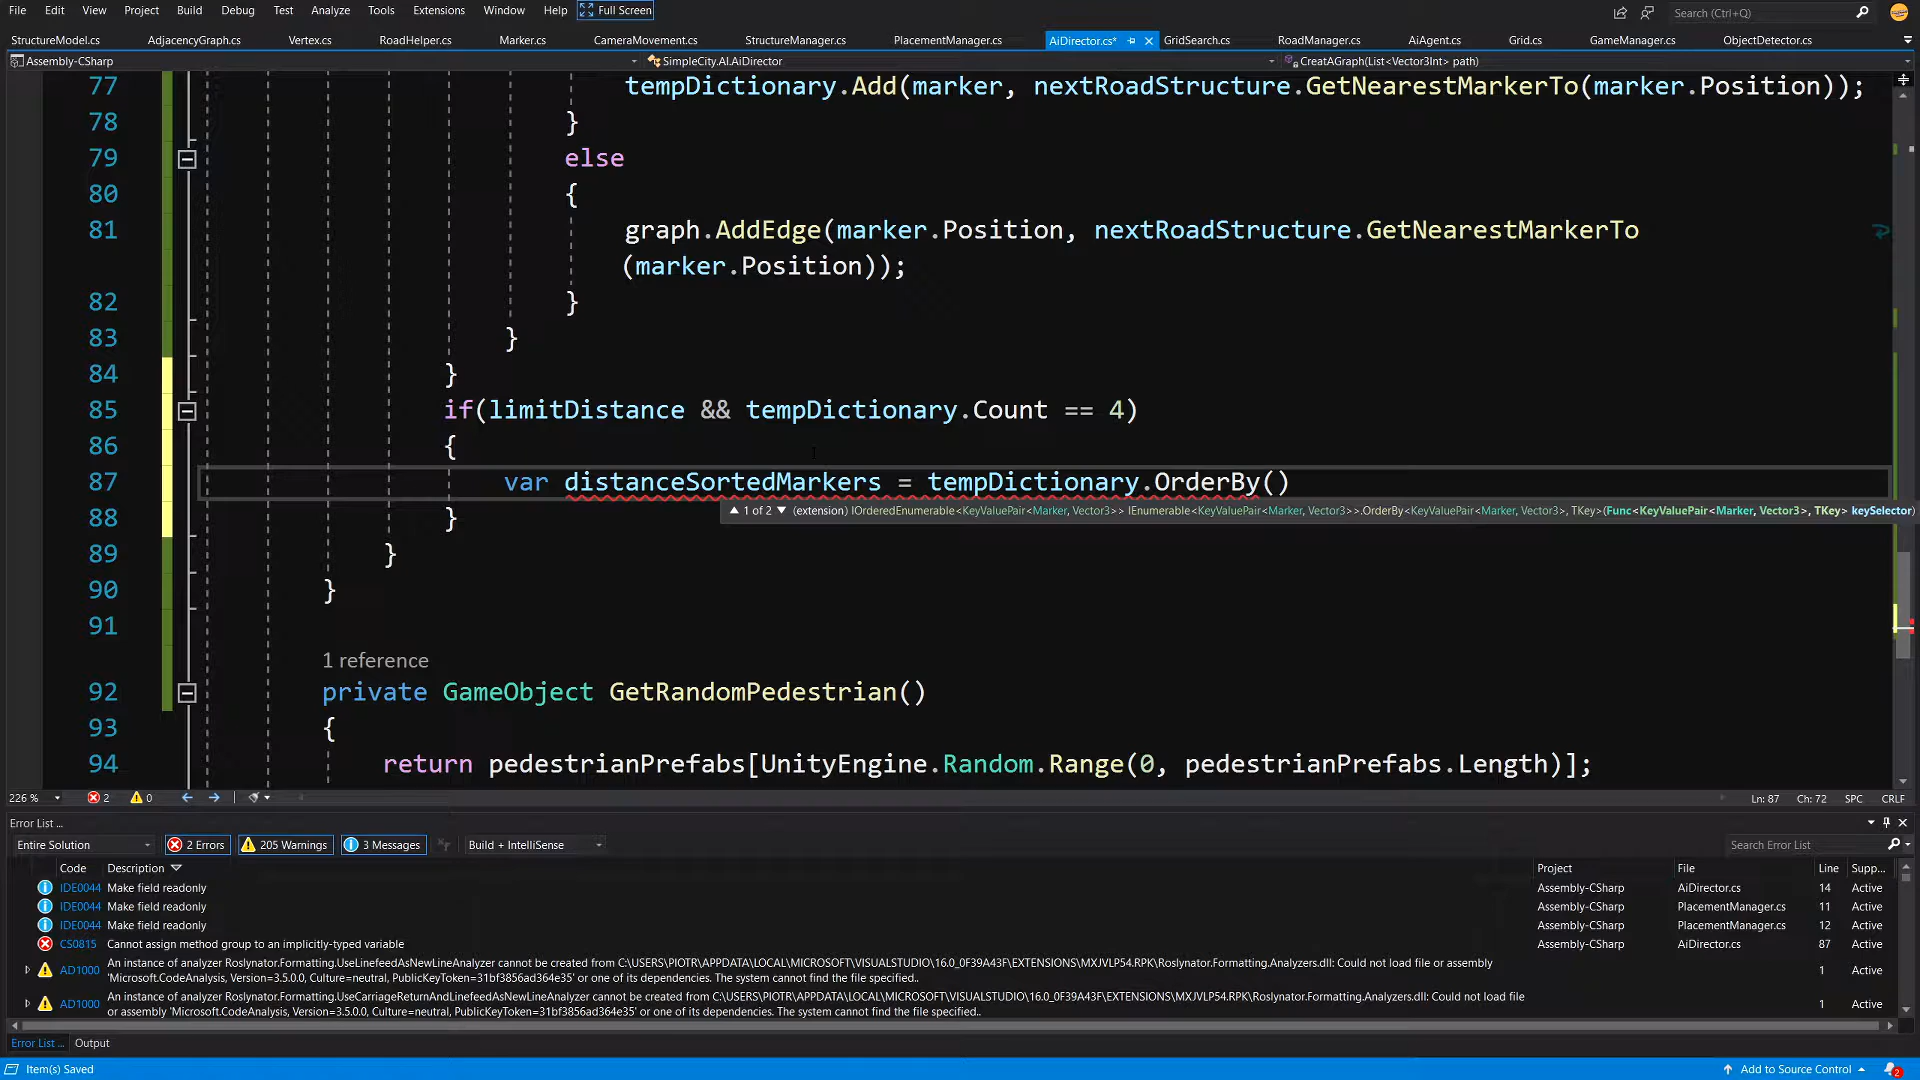 File Edit View Project Build Debug Test Analyze Tools Extensions Window Help Full Screen Search (Ctrl+Q)
StructureModel.cs AdjacencyGraph.cs Vertex.cs RoadHelper.cs Marker.cs CameraMovement.cs StructureManager.cs PlacementManager.cs AiDirector.cs* GridSearch.cs RoadManager.cs AiAgent.cs Grid.cs GameManager.cs ObjectDetector.cs
Assembly-CSharp SimpleCity.AI.AiDirector CreatAGraph(List<Vector3Int> path)
77 tempDictionary.Add(marker, nextRoadStructure.GetNearestMarkerTo(marker.Position));
78 }
79 else
80 {
81 graph.AddEdge(marker.Position, nextRoadStructure.GetNearestMarkerTo
(marker.Position));
82 }
83 }
84 }
85 if(limitDistance && tempDictionary.Count == 4)
86 {
87 var distanceSortedMarkers = tempDictionary.OrderBy()
1 of 2 (extension) IOrderedEnumerable<KeyValuePair<Marker, Vector3>> IEnumerable<KeyValuePair<Marker, Vector3>>.OrderBy<KeyValuePair<Marker, Vector3>, TKey>(Func<KeyValuePair<Marker, Vector3>, TKey> keySelector)
88 }
89 }
90 }
91
1 reference
92 private GameObject GetRandomPedestrian()
93 {
94 return pedestrianPrefabs[UnityEngine.Random.Range(0, pedestrianPrefabs.Length)];
226 % 2 0 Ln: 87 Ch: 72 SPC CRLF
Error List ...
Entire Solution 2 Errors 205 Warnings 3 Messages Build + IntelliSense Search Error List
Code Description Project File Line Supp...
IDE0044 Make field readonly Assembly-CSharp AiDirector.cs 14 Active
IDE0044 Make field readonly Assembly-CSharp PlacementManager.cs 11 Active
IDE0044 Make field readonly Assembly-CSharp PlacementManager.cs 12 Active
CS0815 Cannot assign method group to an implicitly-typed variable Assembly-CSharp AiDirector.cs 87 Active
AD1000 An instance of analyzer Roslynator.Formatting.UseLinefeedAsNewLineAnalyzer cannot be created from C:\USERS\PIOTR\APPDATA\LOCAL\MICROSOFT\VISUALSTUDIO\16.0_0F39A43F\EXTENSIONS\MXJVLP54.RPK\Roslynator.Formatting.Analyzers.dll: Could not load file or assembly 1 Active
'Microsoft.CodeAnalysis, Version=3.5.0.0, Culture=neutral, PublicKeyToken=31bf3856ad364e35' or one of its dependencies. The system cannot find the file specified..
AD1000 An instance of analyzer Roslynator.Formatting.UseCarriageReturnAndLinefeedAsNewLineAnalyzer cannot be created from C:\USERS\PIOTR\APPDATA\LOCAL\MICROSOFT\VISUALSTUDIO\16.0_0F39A43F\EXTENSIONS\MXJVLP54.RPK\Roslynator.Formatting.Analyzers.dll: Could not load file 1 Active
or assembly 'Microsoft.CodeAnalysis, Version=3.5.0.0, Culture=neutral, PublicKeyToken=31bf3856ad364e35' or one of its dependencies. The system cannot find the file specified..
Error List ... Output
Item(s) Saved Add to Source Control 2